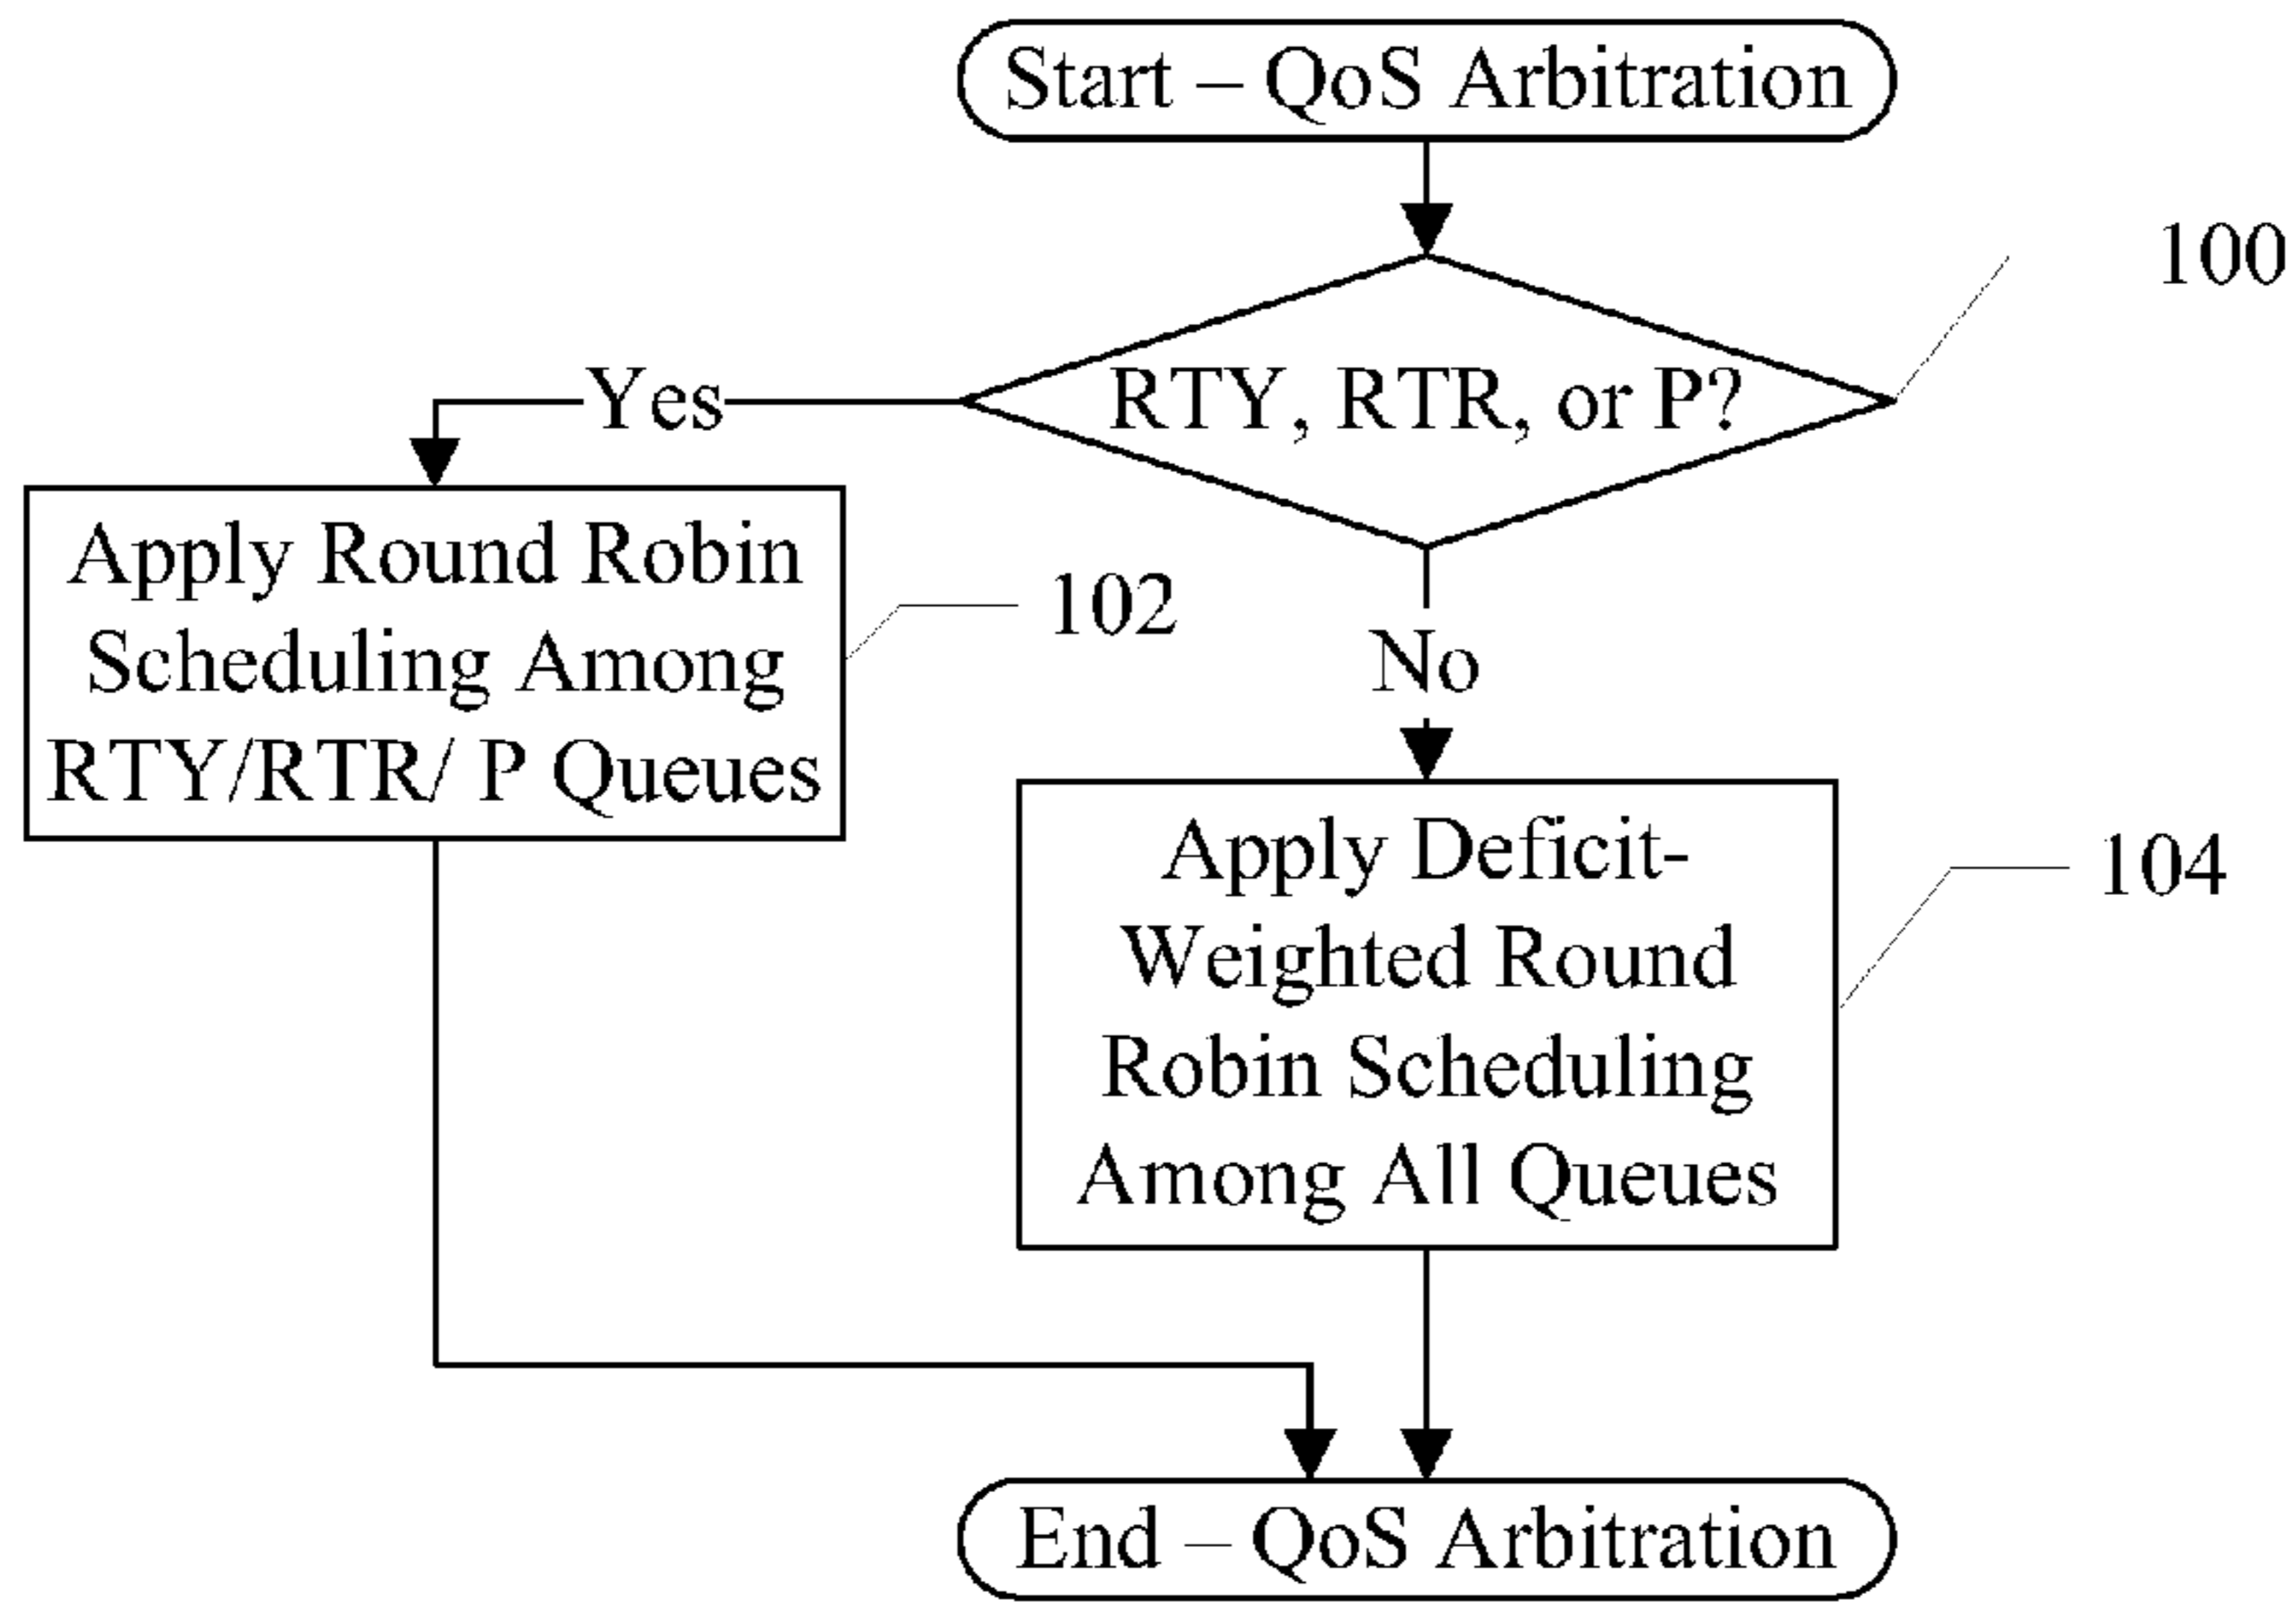 Start – QoS Arbitration
100
RTY, RTR, or P?
Yes
Apply Round Robin
Scheduling Among
RTY/RTR/ P Queues
102
No
Apply Deficit-
Weighted Round
Robin Scheduling
Among All Queues
104
End – QoS Arbitration